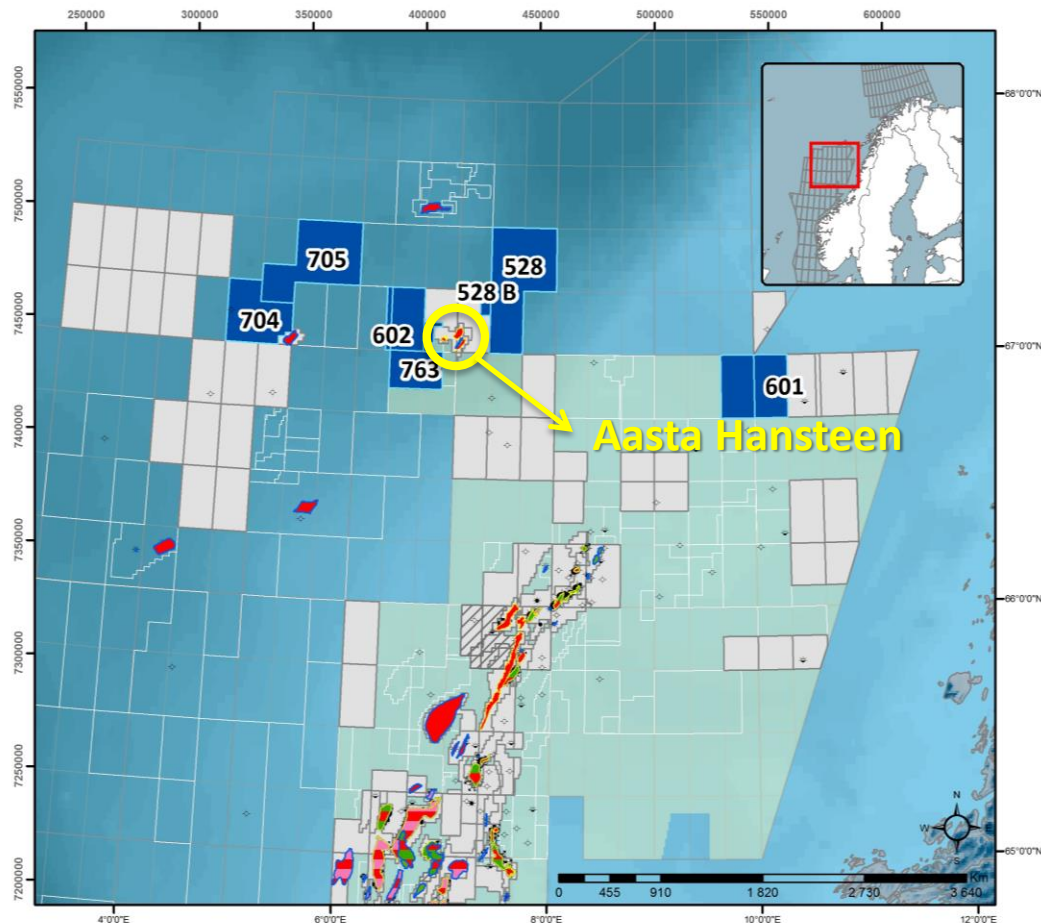 250000 300000 350000 400000 450000 500000 550000 600000
7550000
68°0'0"N
7500000
705
528
528 B
7450000
704
602
67°0'0"N
763
601
7400000
Aasta Hansteen
7350000
66°0'0"N
7300000
7250000
N
W E
S
65°0'0"N
7200000
Km
0 455 910 1 820 2 730 3 640
4°0'0"E 6°0'0"E 8°0'0"E 10°0'0"E 12°0'0"E